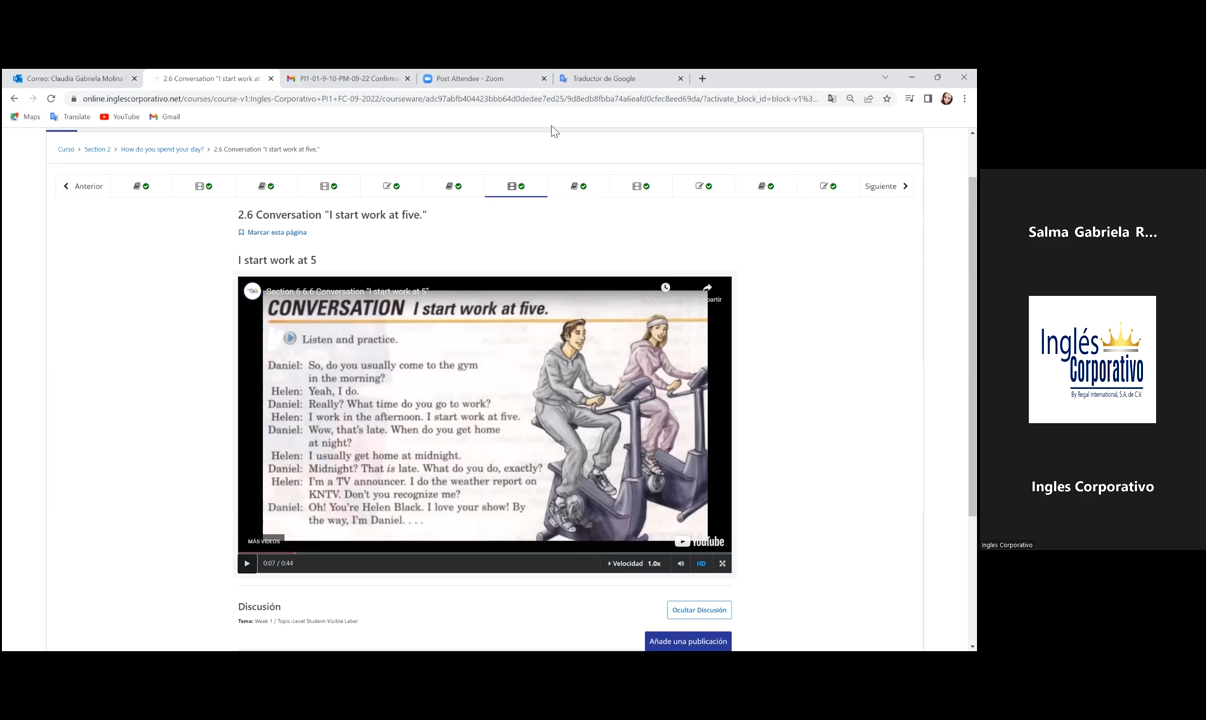 Correo: Claudia Gabriela Molina
2.6 Conversation "I start work at
PI1-01-9-10-PM-09-22 Confirm
Post Attendee - Zoom
Traductor de Google
online.inglescorporativo.net/courses/course-v1:Ingles-Corporativo+PI1+FC-09-2022/courseware/adc97abfb404423bbb64d0dedee7ed25/9d8edb8fbba74a6eafd0cfec8eed69da/?activate_block_id=block-v1%3...
Maps
Translate
YouTube
Gmail
Curso > Section 2 > How do you spend your day? > 2.6 Conversation "I start work at five."
Anterior
Siguiente
2.6 Conversation "I start work at five."
Marcar esta página
I start work at 5
Section 6 6.6 Conversation "I start work at 5"
CONVERSATION I start work at five.
Listen and practice.
Daniel: So, do you usually come to the gym
in the morning?
Helen: Yeah, I do.
Daniel: Really? What time do you go to work?
Helen: I work in the afternoon. I start work at five.
Daniel: Wow, that's late. When do you get home
at night?
Helen: I usually get home at midnight.
Daniel: Midnight? That is late. What do you do, exactly?
Helen: I'm a TV announcer. I do the weather report on
KNTV. Don't you recognize me?
Daniel: Oh! You're Helen Black. I love your show! By
the way, I'm Daniel. . . .
MÁS VÍDEOS
YouTube
0:07 / 0:44
Velocidad 1.0x
HD
Discusión
Ocultar Discusión
Tema: Week 1 / Topic-Level Student-Visible Label
Añade una publicación
Salma Gabriela R...
Inglés
Corporativo
By Regal International, S.A. de C.V.
Ingles Corporativo
Ingles Corporativo